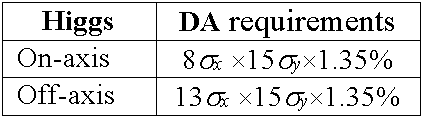 Higgs DA requirements
On-axis 8σx ×15σy×1.35%
Off-axis 13σx ×15σy×1.35%